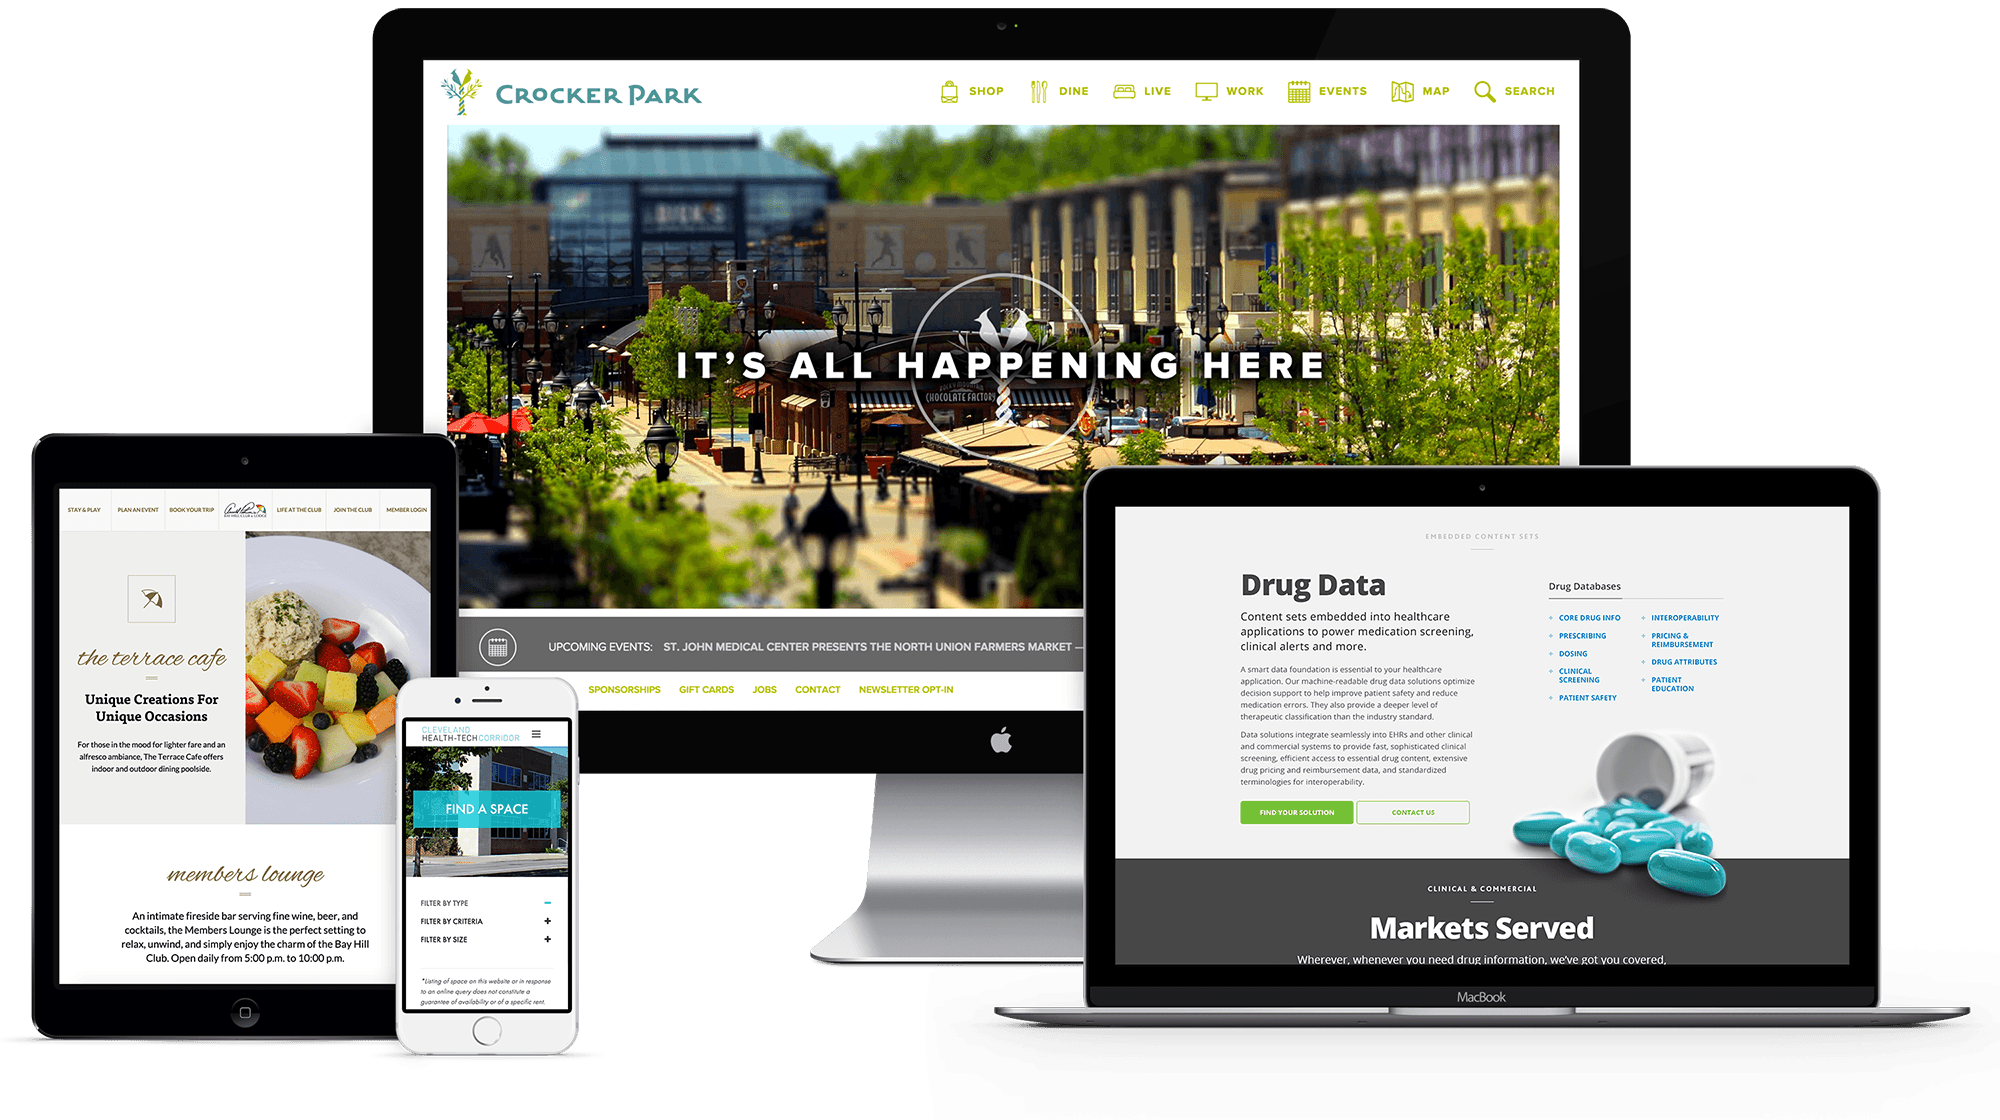 CROCKER PARK
SHOP
DINE
LIVE
WORK
EVENTS
MAP
SEARCH
CHOCOLATE FACTORY
IT'S ALL HAPPENING HERE
UPCOMING EVENTS: ST. JOHN MEDICAL CENTER PRESENTS THE NORTH UNION FARMERS MARKET —
SPONSORSHIPS
GIFT CARDS
JOBS
CONTACT
NEWSLETTER OPT-IN
STAY & PLAY
PLAN AN EVENT
BOOK YOUR TRIP
BAY HILL CLUB & LODGE
LIFE AT THE CLUB
JOIN THE CLUB
MEMBER LOGIN
the terrace cafe
Unique Creations For
Unique Occasions
For those in the mood for lighter fare and an
alfresco ambiance, The Terrace Cafe offers
indoor and outdoor dining poolside.
members lounge
An intimate fireside bar serving fine wine, beer, and
cocktails, the Members Lounge is the perfect setting to
relax, unwind, and simply enjoy the charm of the Bay Hill
Club. Open daily from 5:00 p.m. to 10:00 p.m.
CLEVELAND
HEALTH-TECH CORRIDOR
FIND A SPACE
FILTER BY TYPE
FILTER BY CRITERIA
FILTER BY SIZE
*Listing of space on this website or in response
to an online query does not constitute a
guarantee of availability or of a specific rent.
EMBEDDED CONTENT SETS
Drug Data
Content sets embedded into healthcare
applications to power medication screening,
clinical alerts and more.
A smart data foundation is essential to your healthcare
application. Our machine-readable drug data solutions optimize
decision support to help improve patient safety and reduce
medication errors. They also provide a deeper level of
therapeutic classification than the industry standard.
Data solutions integrate seamlessly into EHRs and other clinical
and commercial systems to provide fast, sophisticated clinical
screening, efficient access to essential drug content, extensive
drug pricing and reimbursement data, and standardized
terminologies for interoperability.
FIND YOUR SOLUTION
CONTACT US
Drug Databases
CORE DRUG INFO
PRESCRIBING
DOSING
CLINICAL
SCREENING
PATIENT SAFETY
INTEROPERABILITY
PRICING &
REIMBURSEMENT
DRUG ATTRIBUTES
PATIENT
EDUCATION
CLINICAL & COMMERCIAL
Markets Served
Wherever, whenever you need drug information, we've got you covered,
MacBook